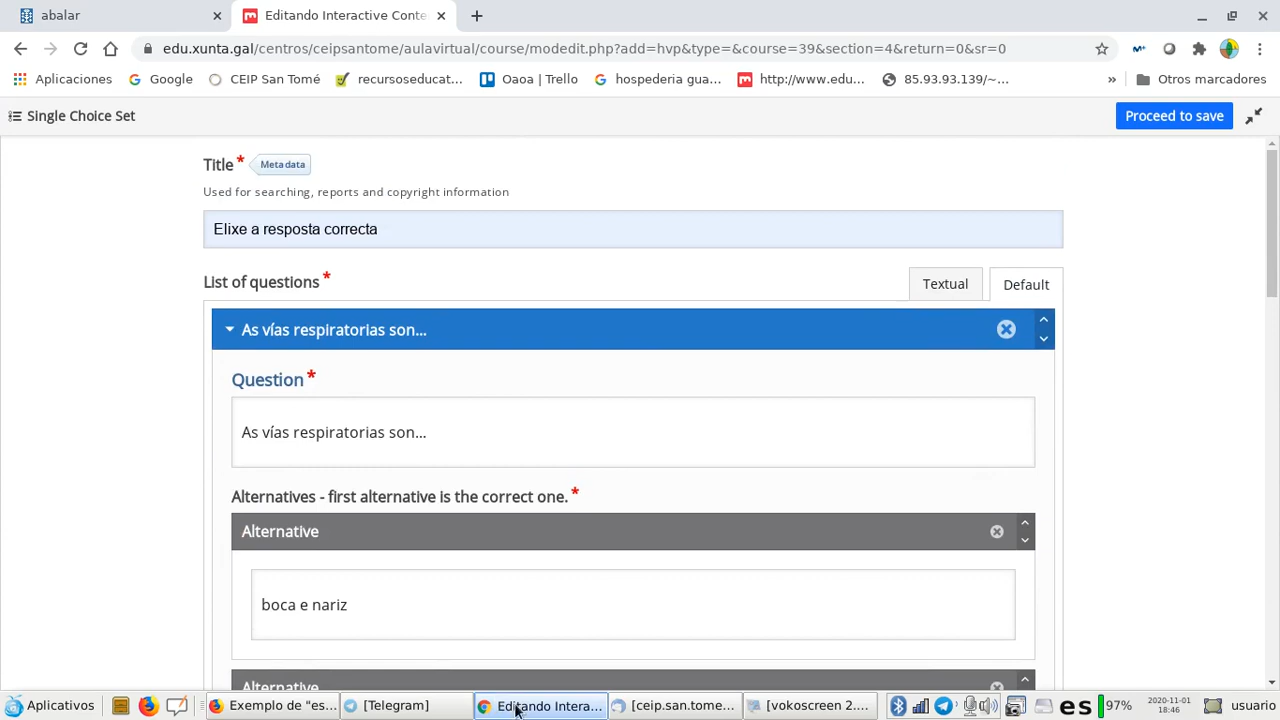 abalar
Editando Interactive Conte
edu.xunta.gal/centros/ceipsantome/aulavirtual/course/modedit.php?add=hvp&type=&course=39&section=4&return=0&sr=0
Aplicaciones
Google
CEIP San Tomé
recursoseducat...
Oaoa | Trello
hospederia gua...
http://www.edu...
85.93.93.139/~...
»
Otros marcadores
Single Choice Set
Proceed to save
Title*
Metadata
Used for searching, reports and copyright information
Elixe a resposta correcta
List of questions*
Textual
Default
As vías respiratorias son...
Question*
As vías respiratorias son...
Alternatives - first alternative is the correct one.*
Alternative
boca e nariz
Alternative
Aplicativos
Exemplo de "es...
[Telegram]
Editando Intera...
[ceip.san.tome...
[vokoscreen 2....
es
97%
2020-11-01
18:46
usuario